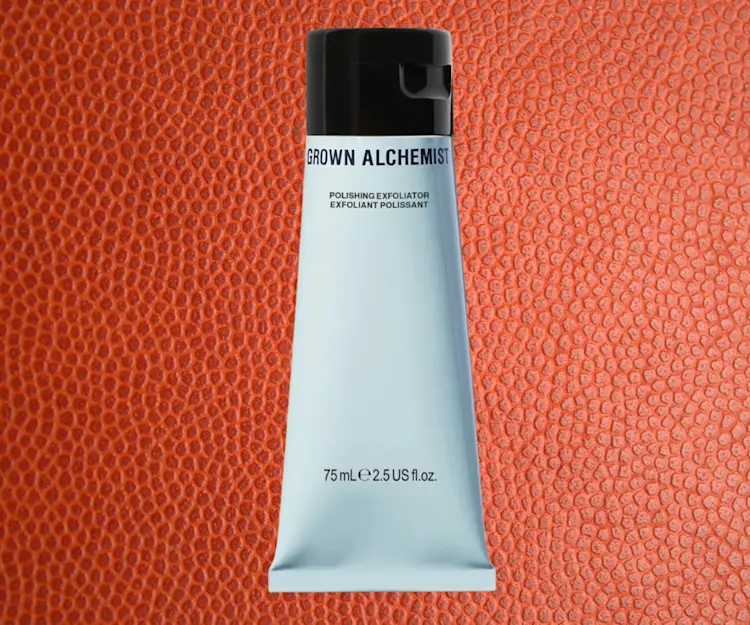 GROWN ALCHEMIST
POLISHING EXFOLIATOR
EXFOLIANT POLISSANT
75 mL ℮ 2.5 US fl.oz.